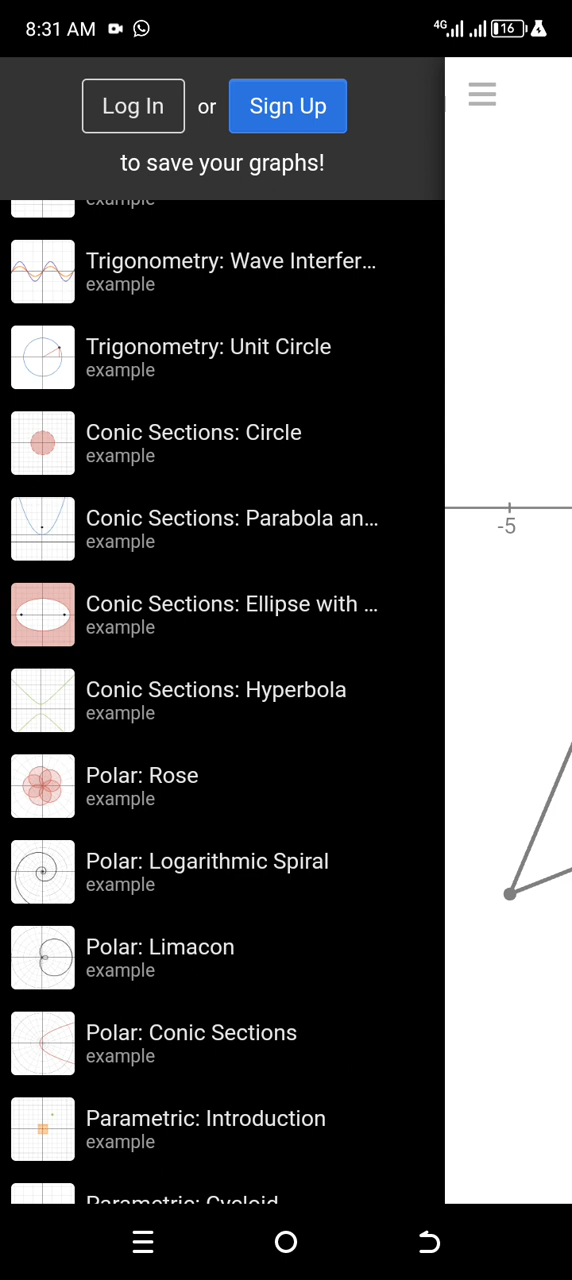 8:31 AM
4G
16
Log In or Sign Up
to save your graphs!
example
Trigonometry: Wave Interfer...
example
Trigonometry: Unit Circle
example
Conic Sections: Circle
example
Conic Sections: Parabola an...
example
-5
Conic Sections: Ellipse with ...
example
Conic Sections: Hyperbola
example
Polar: Rose
example
Polar: Logarithmic Spiral
example
Polar: Limacon
example
Polar: Conic Sections
example
Parametric: Introduction
example
Parametric: Cycloid